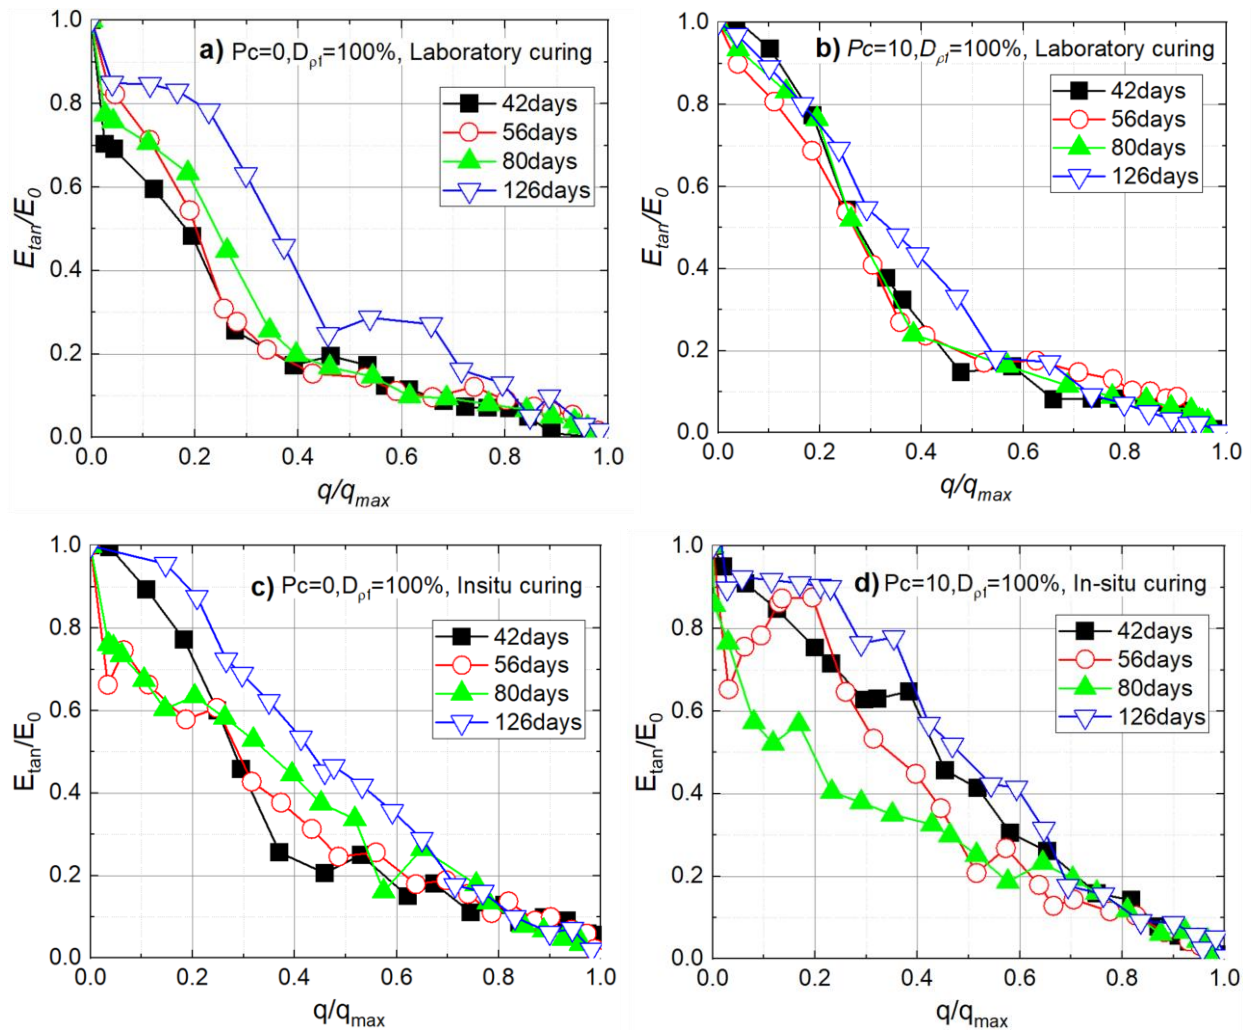 a) Pc=0,Dρf=100%, Laboratory curing
42days
56days
80days
126days
1.0
0.8
0.6
0.4
0.2
0.0
Etan/E0
0.0 0.2 0.4 0.6 0.8 1.0
q/qmax
b) Pc=10,Dρf=100%, Laboratory curing
42days
56days
80days
126days
1.0
0.8
0.6
0.4
0.2
0.0
Etan/E0
0.0 0.2 0.4 0.6 0.8 1.0
q/qmax
c) Pc=0,Dρf=100%, Insitu curing
42days
56days
80days
126days
1.0
0.8
0.6
0.4
0.2
0.0
Etan/E0
0.0 0.2 0.4 0.6 0.8 1.0
q/qmax
d) Pc=10,Dρf=100%, In-situ curing
42days
56days
80days
126days
1.0
0.8
0.6
0.4
0.2
0.0
Etan/E0
0.0 0.2 0.4 0.6 0.8 1.0
q/qmax